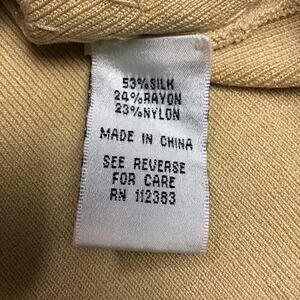 53%SILK
24%RAYON
23%NYLON
MADE IN CHINA
SEE REVERSE
FOR CARE
RN 112383